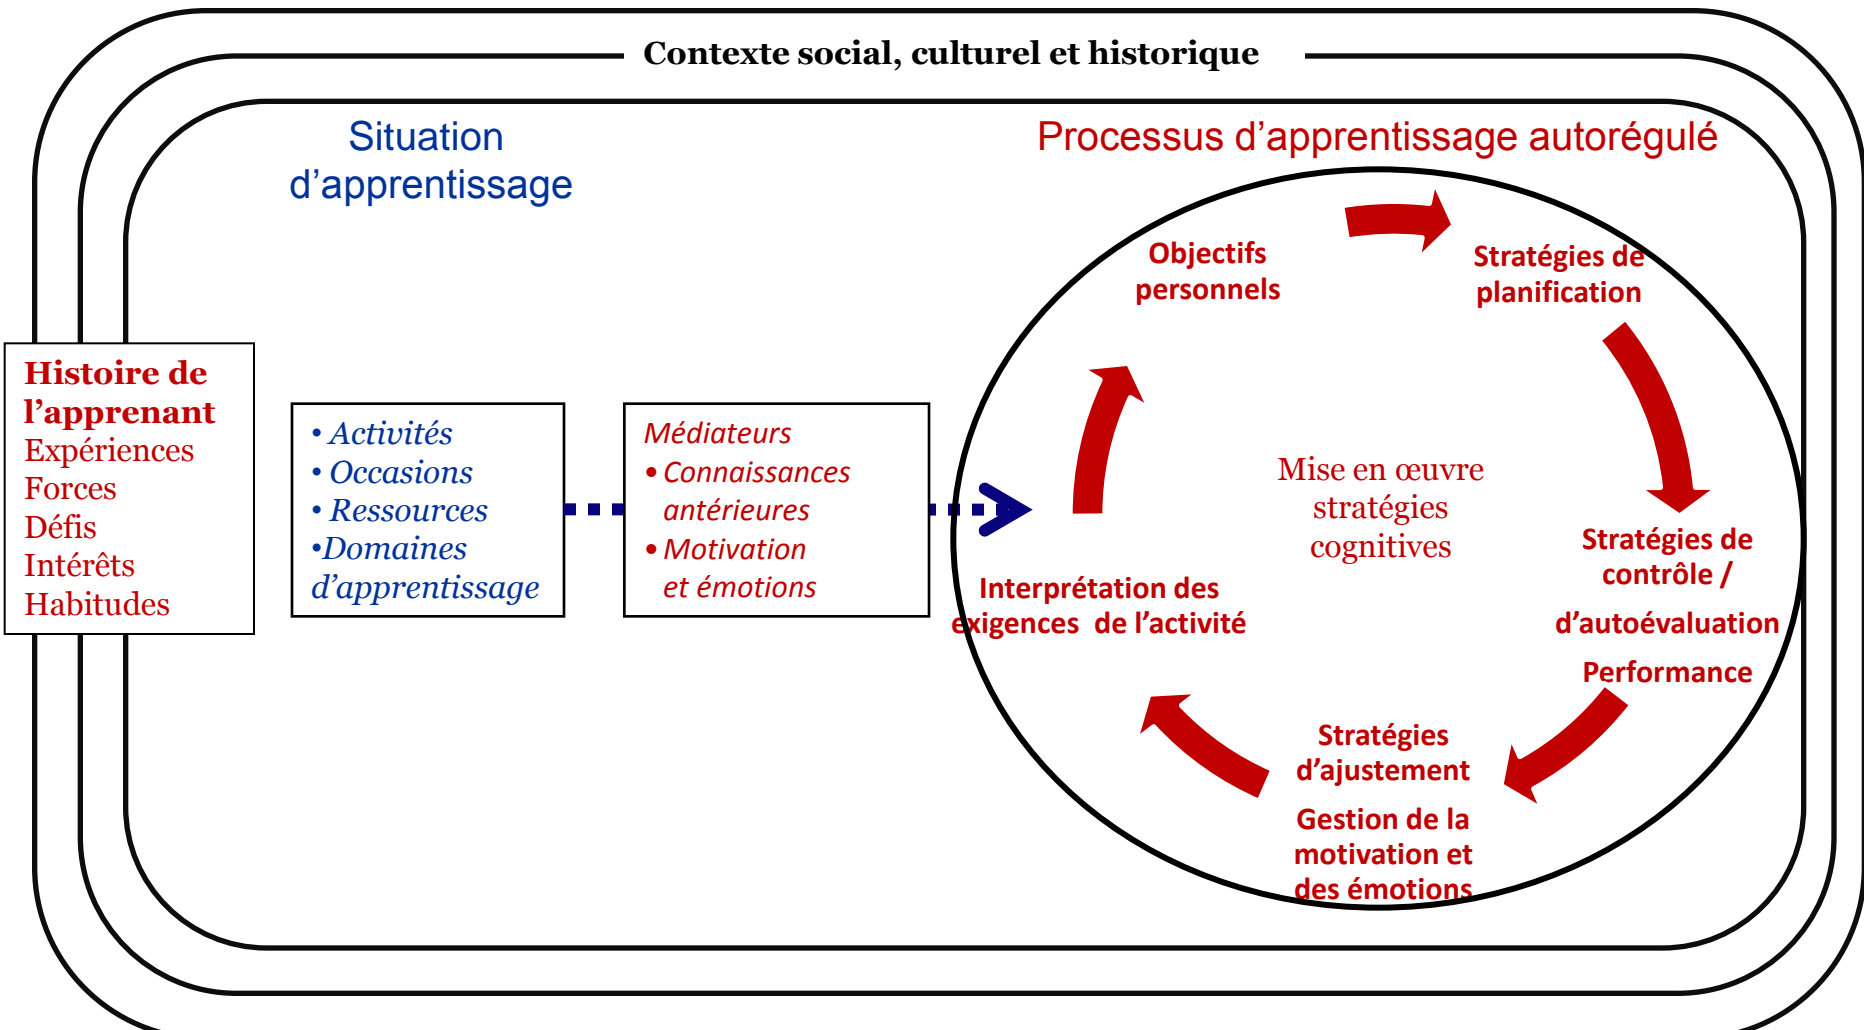 Contexte social, culturel et historique
Situation
d’apprentissage
Processus d’apprentissage autorégulé
Histoire de
l’apprenant
Expériences
Forces
Défis
Intérêts
Habitudes
• Activités
• Occasions
• Ressources
•Domaines
d’apprentissage
Médiateurs
• Connaissances
antérieures
• Motivation
et émotions
Objectifs
personnels
Stratégies de
planification
Mise en œuvre
stratégies
cognitives
Stratégies de
contrôle /
d’autoévaluation
Performance
Stratégies
d’ajustement
Gestion de la
motivation et
des émotions
Interprétation des
exigences de l’activité